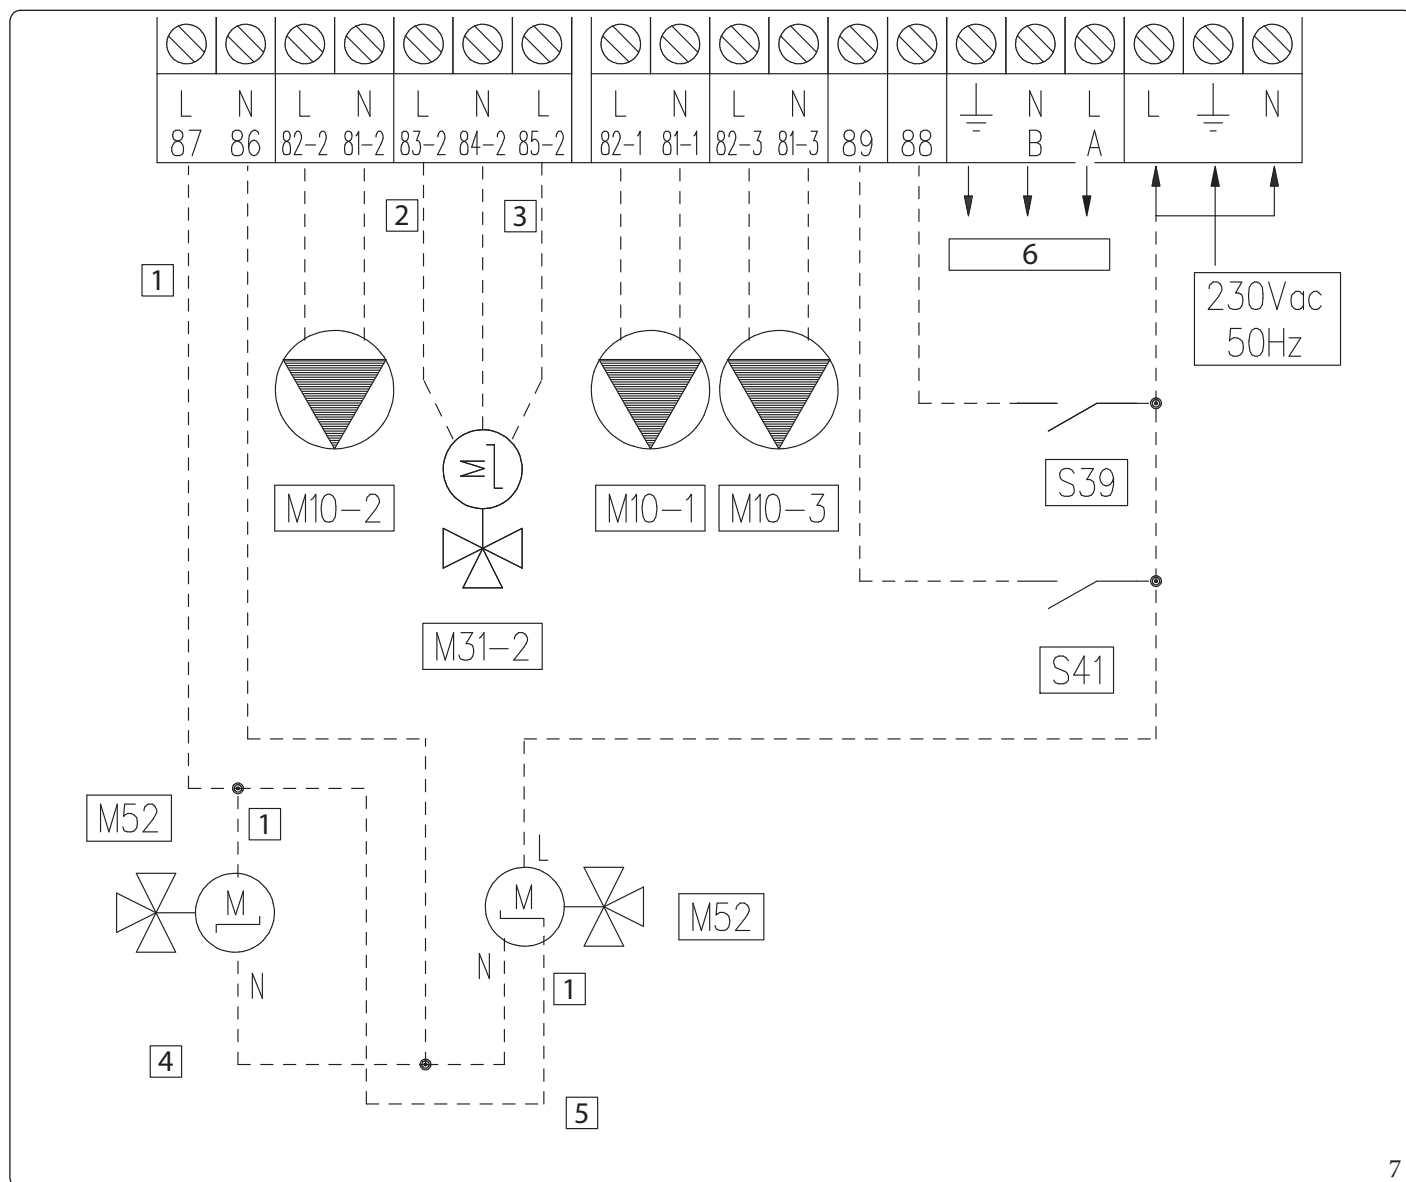 L N L N L N L L N L N N L L N
87 86 82-2 81-2 83-2 84-2 85-2 82-1 81-1 82-3 81-3 89 88 B A
2 3
6
1
230Vac
50Hz
S39
M10-2 M10-1 M10-3
M
M31-2
S41
M52
1
L
M M
M52
N
N
1
4
5
7